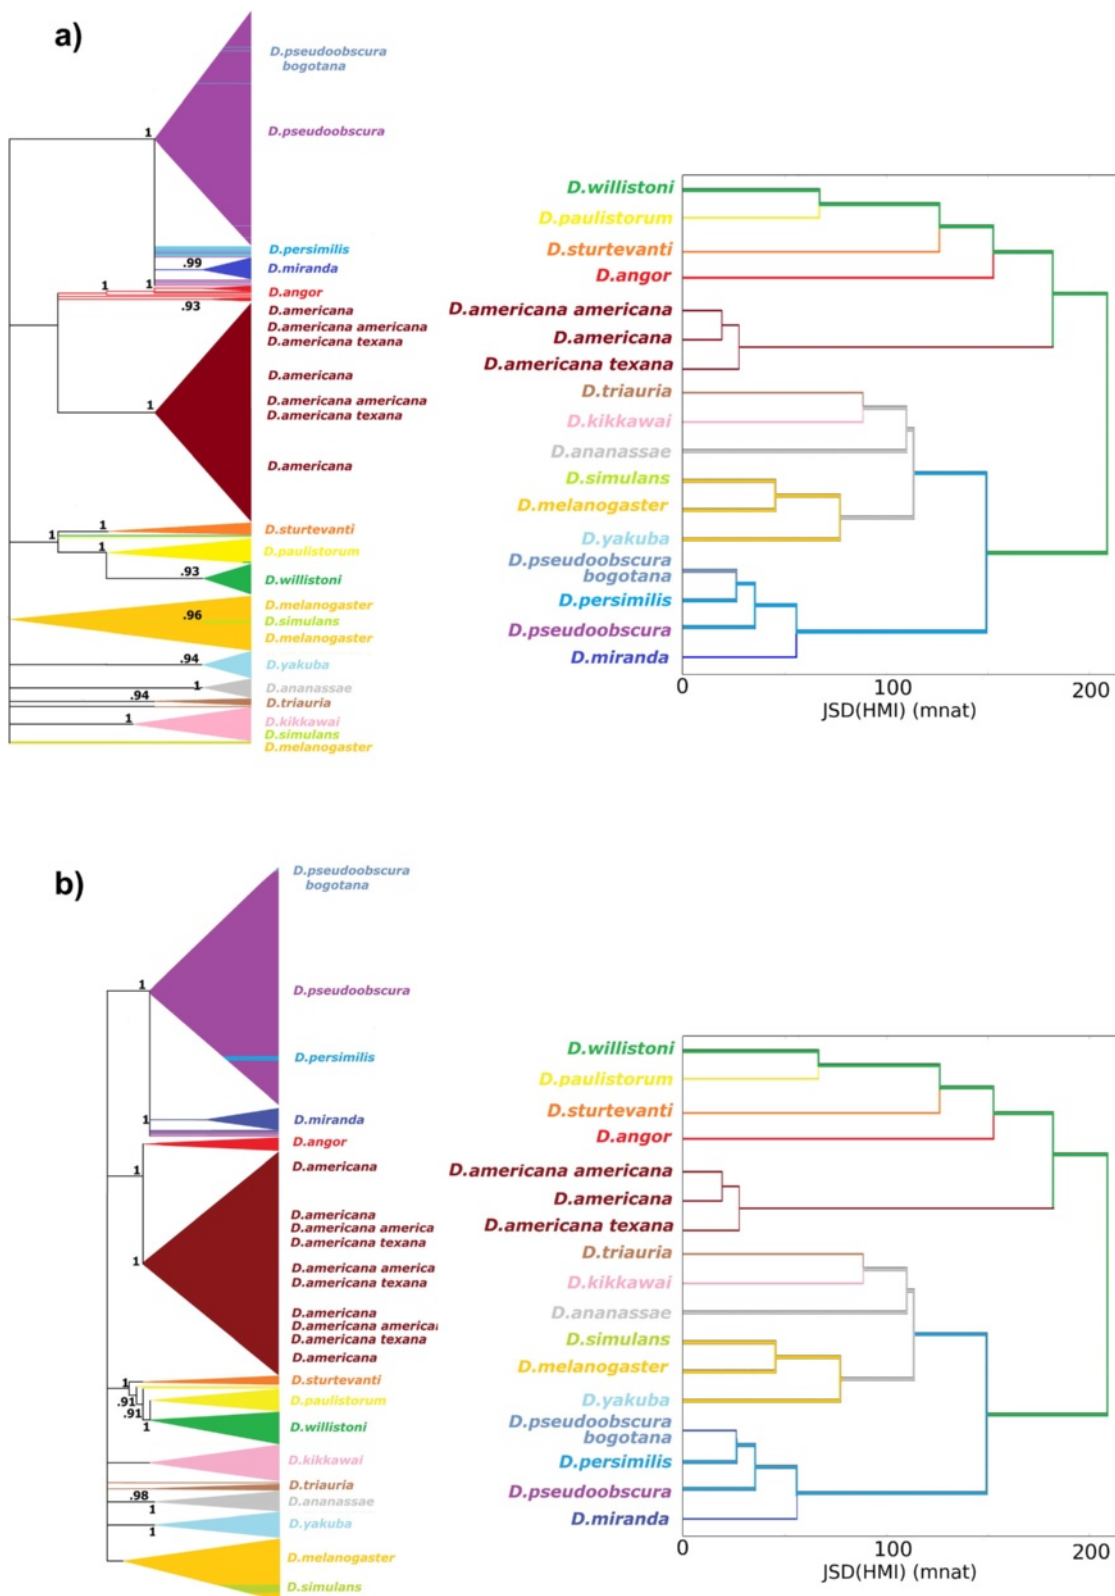 a)
D.pseudoobscura
bogotana
1
D.pseudoobscura
D.persimilis
.99
D.miranda
1
1
D.angor
.93
D.americana
D.americana americana
D.americana texana
D.americana
D.americana americana
1
D.americana texana
D.americana
1
D.sturtevanti
1
1
D.paulistorum
.93
D.willistoni
D.melanogaster
.96
D.simulans
D.melanogaster
.94
D.yakuba
1
D.ananassae
.94
D.triauria
1
D.kikkawai
D.simulans
D.melanogaster
D.willistoni
D.paulistorum
D.sturtevanti
D.angor
D.americana americana
D.americana
D.americana texana
D.triauria
D.kikkawai
D.ananassae
D.simulans
D.melanogaster
D.yakuba
D.pseudoobscura
bogotana
D.persimilis
D.pseudoobscura
D.miranda
0 100 200
JSD(HMI) (mnat)
b)
D.pseudoobscura
bogotana
1
D.pseudoobscura
D.persimilis
1
D.miranda
D.angor
1
D.americana
D.americana
D.americana america
D.americana texana
1
D.americana america
D.americana texana
D.americana
D.americana american
D.americana texana
D.americana
1
D.sturtevanti
.91
D.paulistorum
.91
1
D.willistoni
D.kikkawai
D.triauria
.98
D.ananassae
1
D.yakuba
1
D.melanogaster
D.simulans
D.willistoni
D.paulistorum
D.sturtevanti
D.angor
D.americana americana
D.americana
D.americana texana
D.triauria
D.kikkawai
D.ananassae
D.simulans
D.melanogaster
D.yakuba
D.pseudoobscura
bogotana
D.persimilis
D.pseudoobscura
D.miranda
0 100 200
JSD(HMI) (mnat)